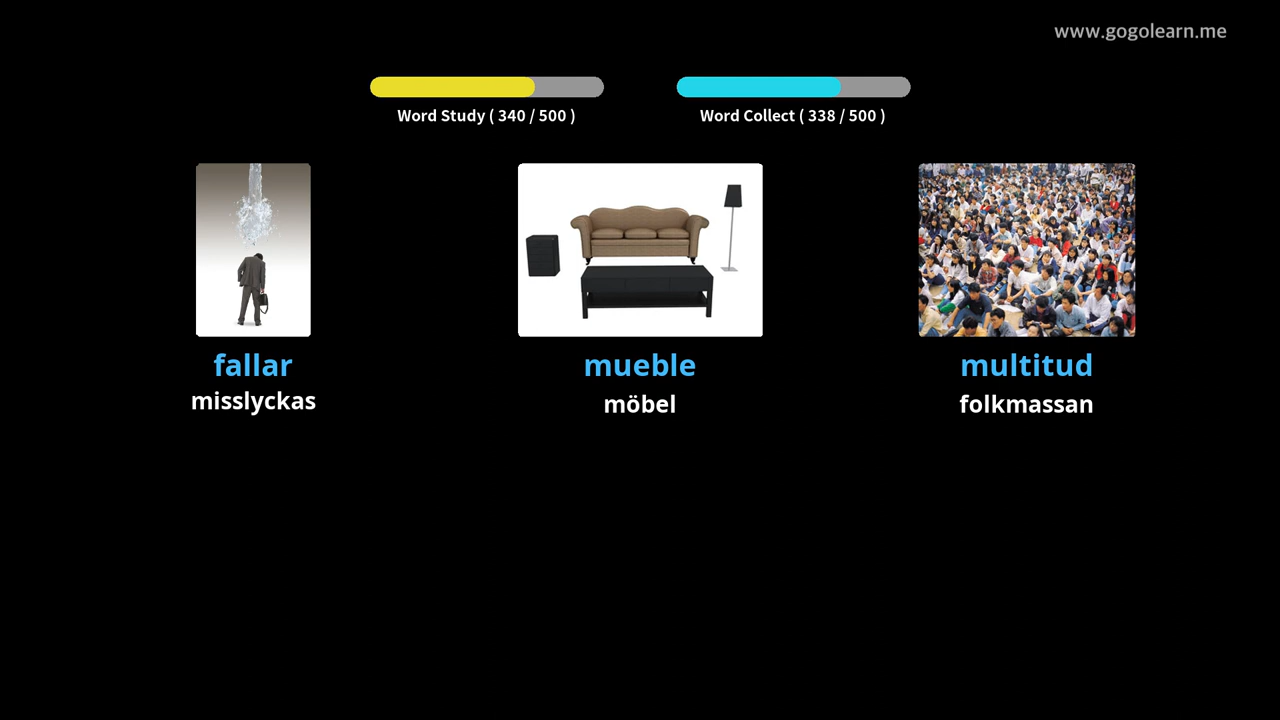 www.gogolearn.me
Word Study ( 340 / 500 )
Word Collect ( 338 / 500 )
fallar
misslyckas
mueble
möbel
multitud
folkmassan